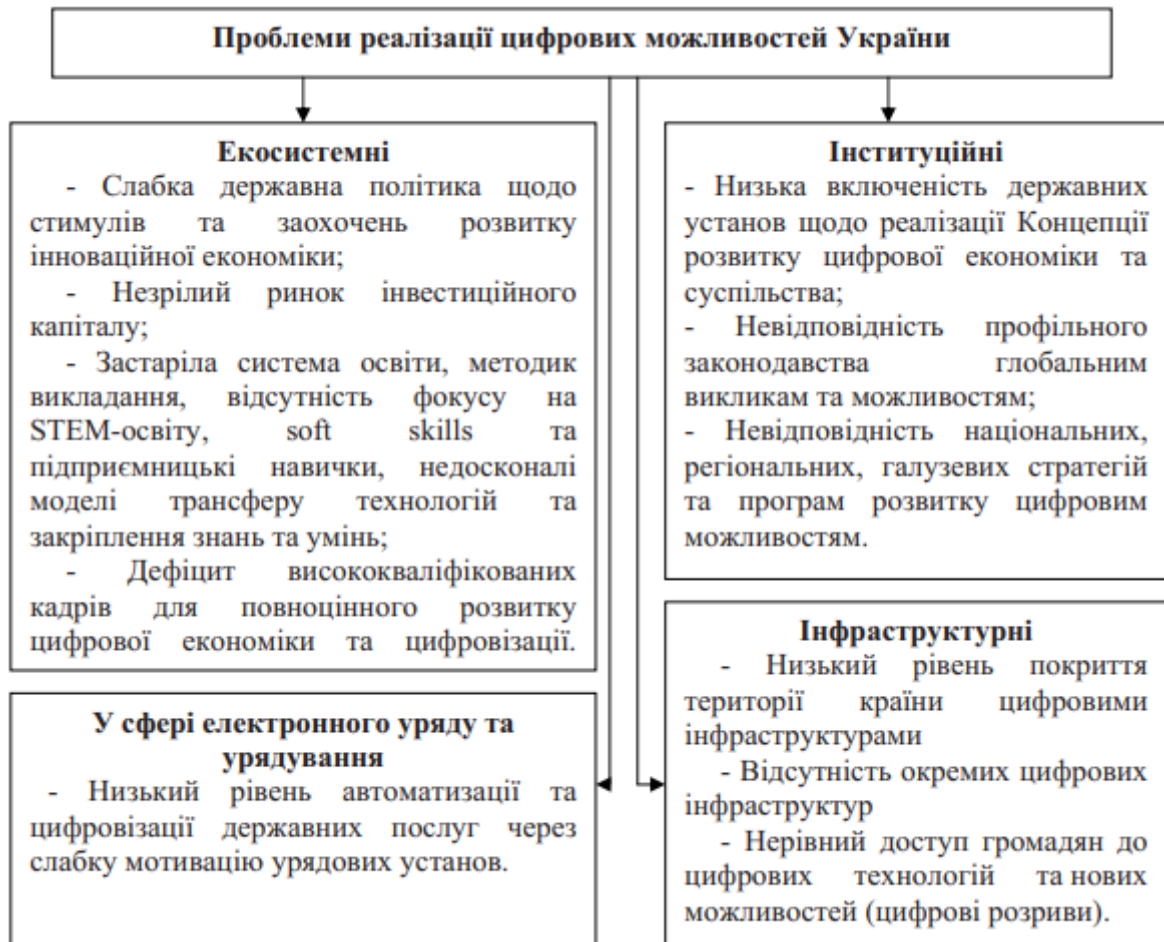 Проблеми реалізації цифрових можливостей України
Екосистемні
- Слабка державна політика щодо
стимулів та заохочень розвитку
інноваційної економіки;
- Незрілий ринок інвестиційного
капіталу;
- Застаріла система освіти, методик
викладання, відсутність фокусу на
STEM-освіту, soft skills та
підприємницькі навички, недосконалі
моделі трансферу технологій та
закріплення знань та умінь;
- Дефіцит висококваліфікованих
кадрів для повноцінного розвитку
цифрової економіки та цифровізації.
Інституційні
- Низька включеність державних
установ щодо реалізації Концепції
розвитку цифрової економіки та
суспільства;
- Невідповідність профільного
законодавства глобальним
викликам та можливостям;
- Невідповідність національних,
регіональних, галузевих стратегій
та програм розвитку цифровим
можливостям.
У сфері електронного уряду та
урядування
- Низький рівень автоматизації та
цифровізації державних послуг через
слабку мотивацію урядових установ.
Інфраструктурні
- Низький рівень покриття
території країни цифровими
інфраструктурами
- Відсутність окремих цифрових
інфраструктур
- Нерівний доступ громадян до
цифрових технологій та нових
можливостей (цифрові розриви).